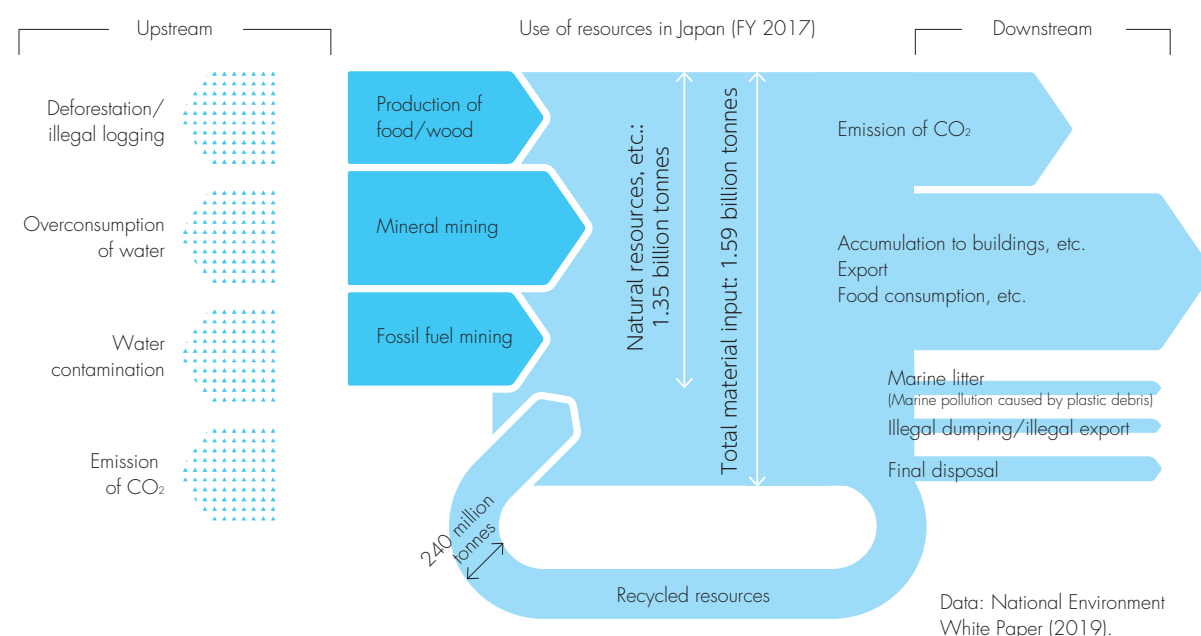 Upstream
Use of resources in Japan (FY 2017)
Downstream
Deforestation/
illegal logging
Overconsumption
of water
Water
contamination
Emission
of CO₂
Production of
food/wood
Mineral mining
Fossil fuel mining
Natural resources, etc.:
1.35 billion tonnes
Total material input: 1.59 billion tonnes
Emission of CO₂
Accumulation to buildings, etc.
Export
Food consumption, etc.
Marine litter
(Marine pollution caused by plastic debris)
Illegal dumping/illegal export
Final disposal
240 million
tonnes
Recycled resources
Data: National Environment
White Paper (2019).